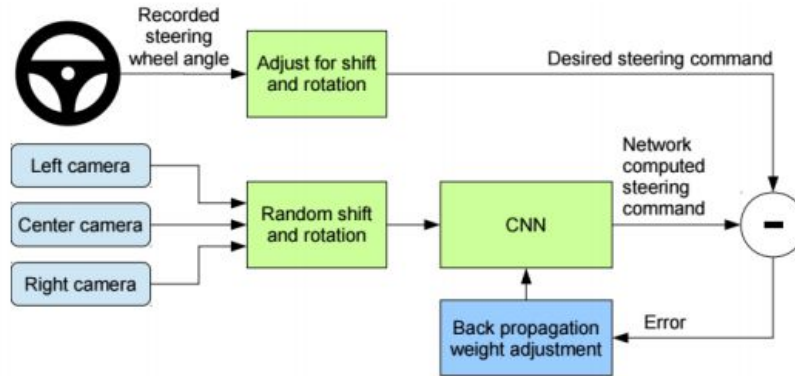 Recorded
steering
wheel angle
Adjust for shift
and rotation
Desired steering command
Left camera
Center camera
Right camera
Random shift
and rotation
CNN
Network
computed
steering
command
-
Back propagation
weight adjustment
Error